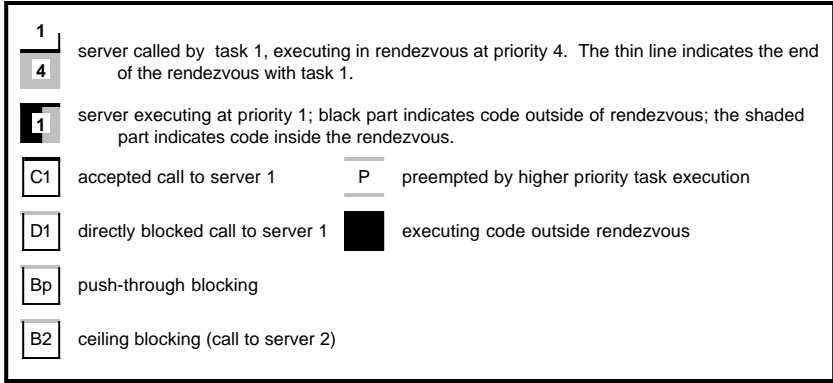 1
4
server called by task 1, executing in rendezvous at priority 4. The thin line indicates the end
of the rendezvous with task 1.
1
server executing at priority 1; black part indicates code outside of rendezvous; the shaded
part indicates code inside the rendezvous.
C1 accepted call to server 1 P preempted by higher priority task execution
D1 directly blocked call to server 1 executing code outside rendezvous
Bp push-through blocking
B2 ceiling blocking (call to server 2)